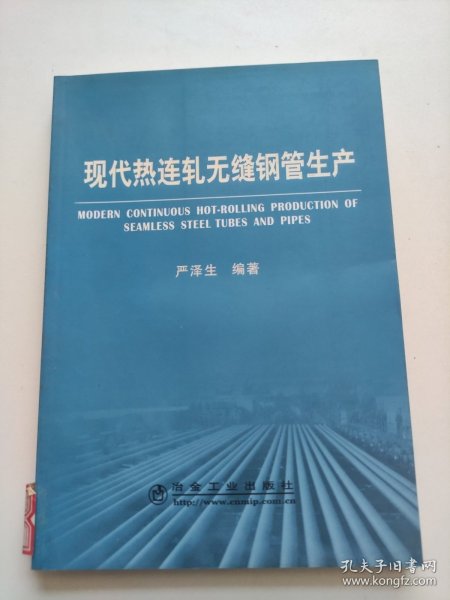 现代热连轧无缝钢管生产
MODERN CONTINUOUS HOT-ROLLING PRODUCTION OF
SEAMLESS STEEL TUBES AND PIPES
严泽生 编著
冶金工业出版社
http://www.cnmip.com.cn
孔夫子旧书网
www.kongfz.com